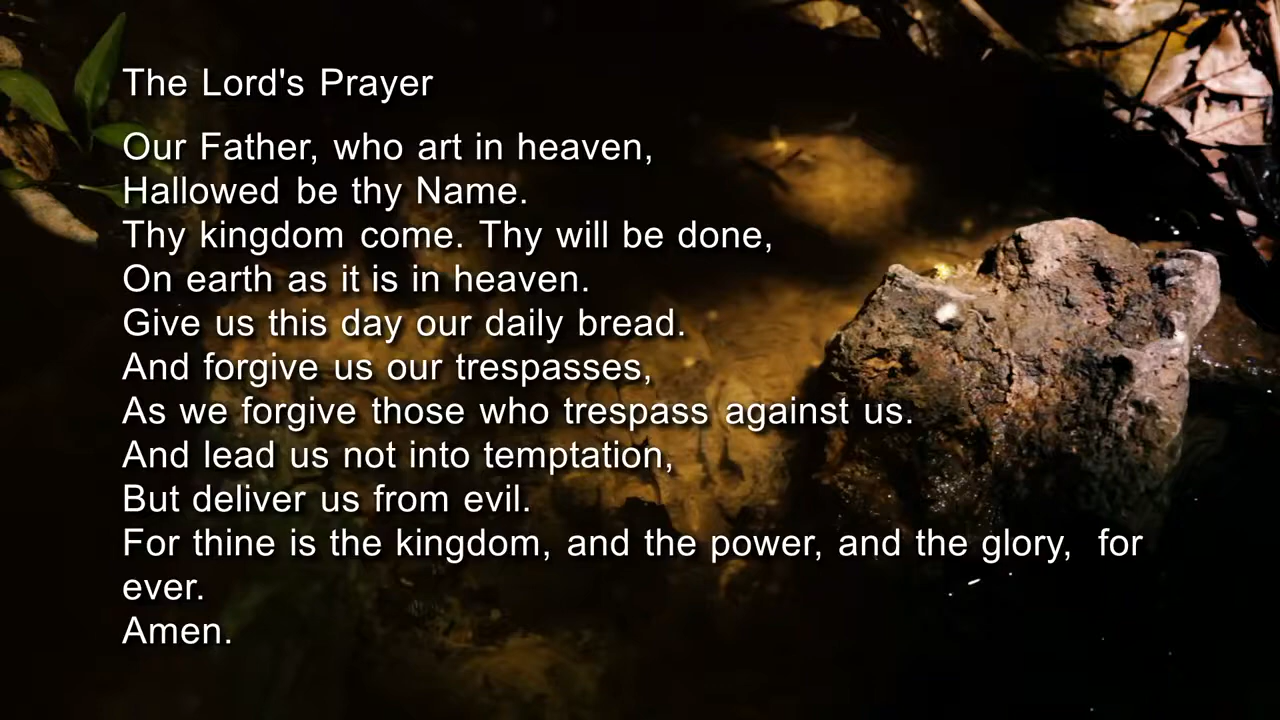 The Lord's Prayer
Our Father, who art in heaven,
Hallowed be thy Name.
Thy kingdom come. Thy will be done,
On earth as it is in heaven.
Give us this day our daily bread.
And forgive us our trespasses,
As we forgive those who trespass against us.
And lead us not into temptation,
But deliver us from evil.
For thine is the kingdom, and the power, and the glory,  for
ever.
Amen.